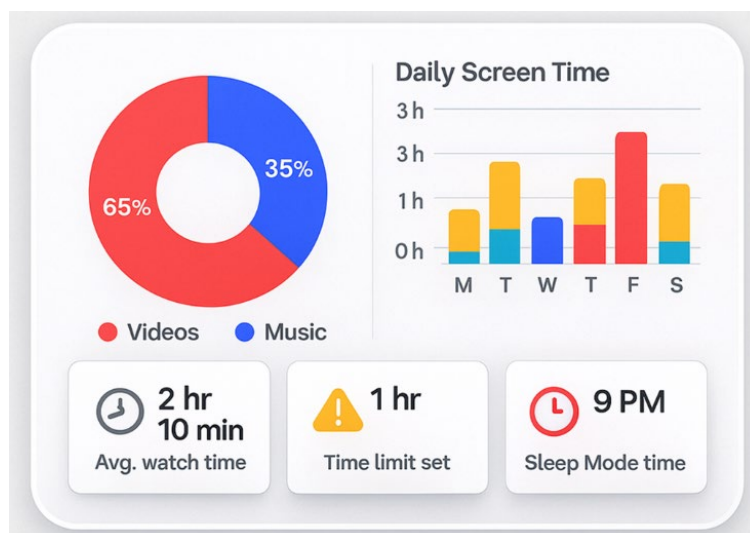 65%
35%
Videos
Music
Daily Screen Time
3 h
3 h
1 h
0 h
M T W T F S
2 hr
10 min
Avg. watch time
1 hr
Time limit set
9 PM
Sleep Mode time